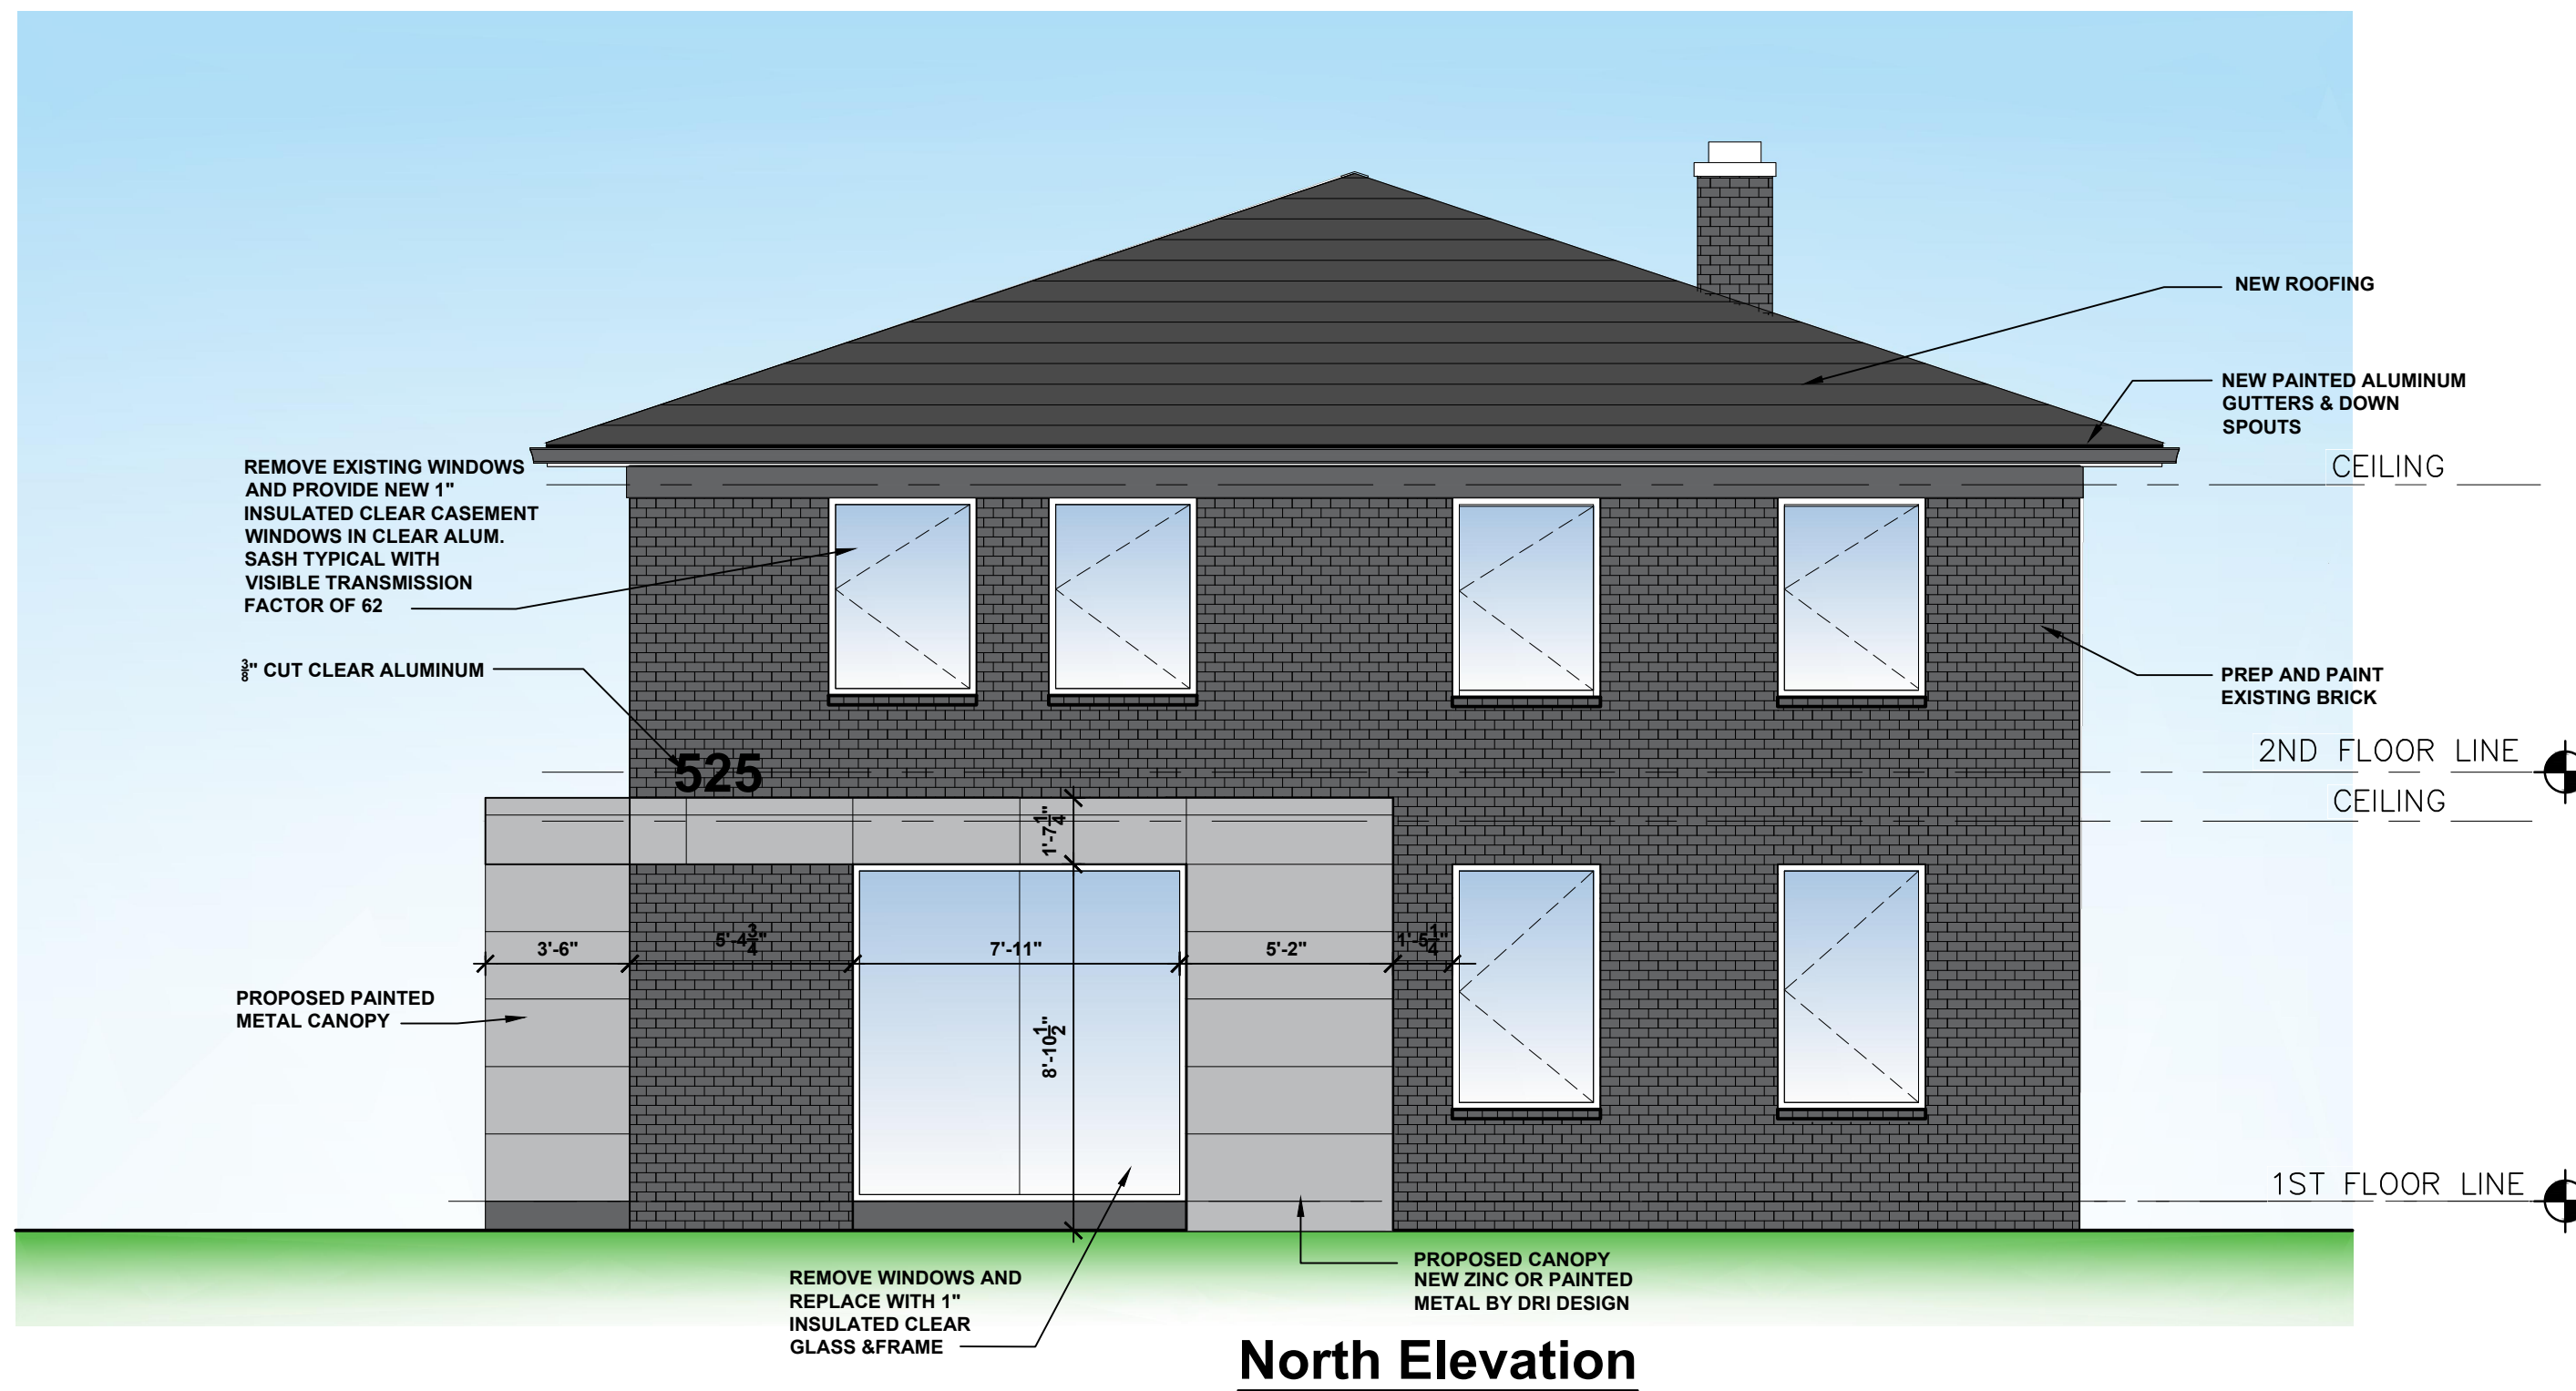 NEW ROOFING
NEW PAINTED ALUMINUM
GUTTERS & DOWN
SPOUTS
CEILING
REMOVE EXISTING WINDOWS
AND PROVIDE NEW 1"
INSULATED CLEAR CASEMENT
WINDOWS IN CLEAR ALUM.
SASH TYPICAL WITH
VISIBLE TRANSMISSION
FACTOR OF 62
3/8" CUT CLEAR ALUMINUM
PREP AND PAINT
EXISTING BRICK
525
2ND FLOOR LINE
CEILING
1'-7 1/4"
3'-6"
5'-4 3/4"
7'-11"
5'-2"
1'-5 1/4"
8'-10 1/2"
PROPOSED PAINTED
METAL CANOPY
1ST FLOOR LINE
REMOVE WINDOWS AND
REPLACE WITH 1"
INSULATED CLEAR
GLASS &FRAME
PROPOSED CANOPY
NEW ZINC OR PAINTED
METAL BY DRI DESIGN
North Elevation